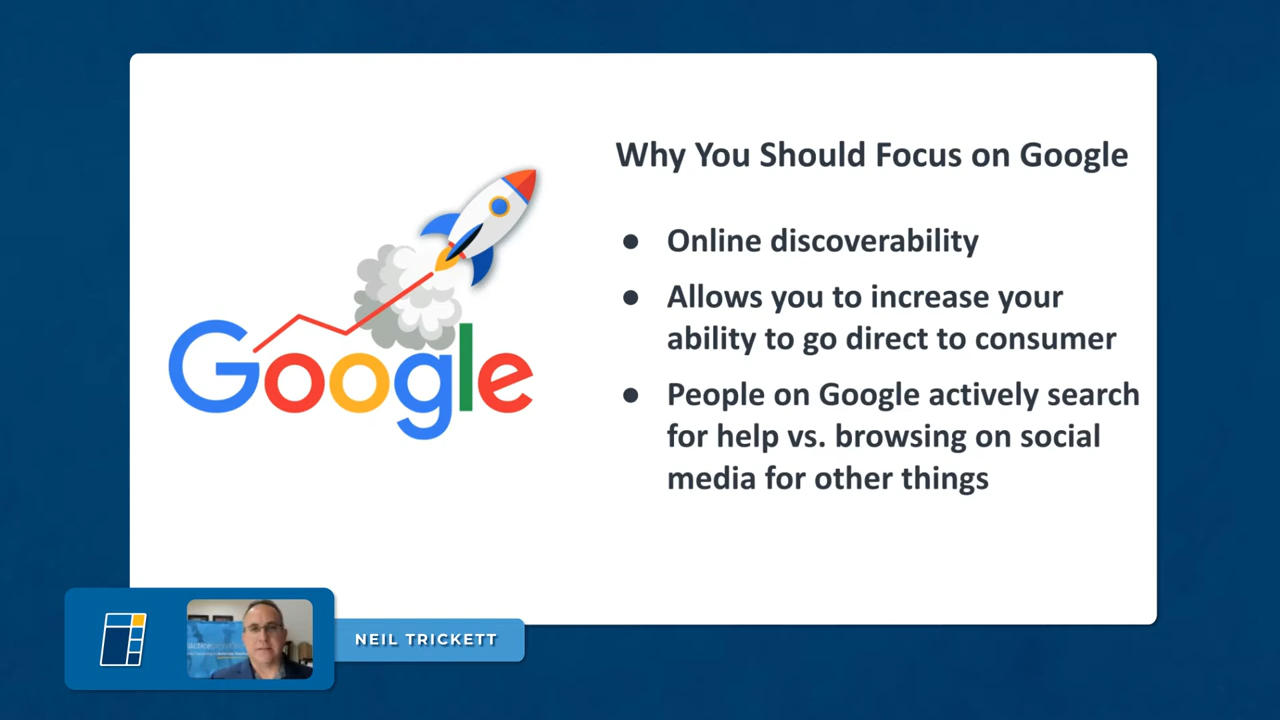 Why You Should Focus on Google
Google
● Online discoverability
● Allows you to increase your
ability to go direct to consumer
● People on Google actively search
for help vs. browsing on social
media for other things
NEIL TRICKETT